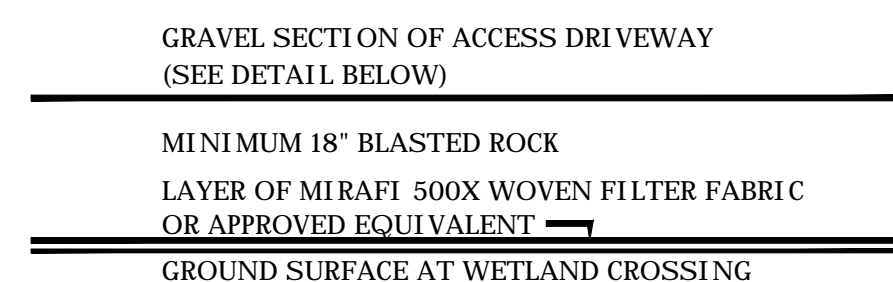 GRAVEL SECTION OF ACCESS DRIVEWAY
(SEE DETAIL BELOW)
MINIMUM 18" BLASTED ROCK
LAYER OF MIRAFI 500X WOVEN FILTER FABRIC
OR APPROVED EQUIVALENT
GROUND SURFACE AT WETLAND CROSSING